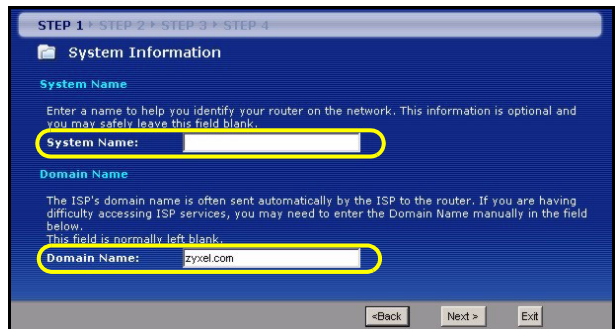 STEP 1 STEP 2 STEP 3 STEP 4
System Information
System Name
Enter a name to help you identify your router on the network. This information is optional and
you may safely leave this field blank.
System Name:
Domain Name
The ISP's domain name is often sent automatically by the ISP to the router. If you are having
difficulty accessing ISP services, you may need to enter the Domain Name manually in the field
below.
This field is normally left blank.
Domain Name: zyxel.com
<Back Next > Exit